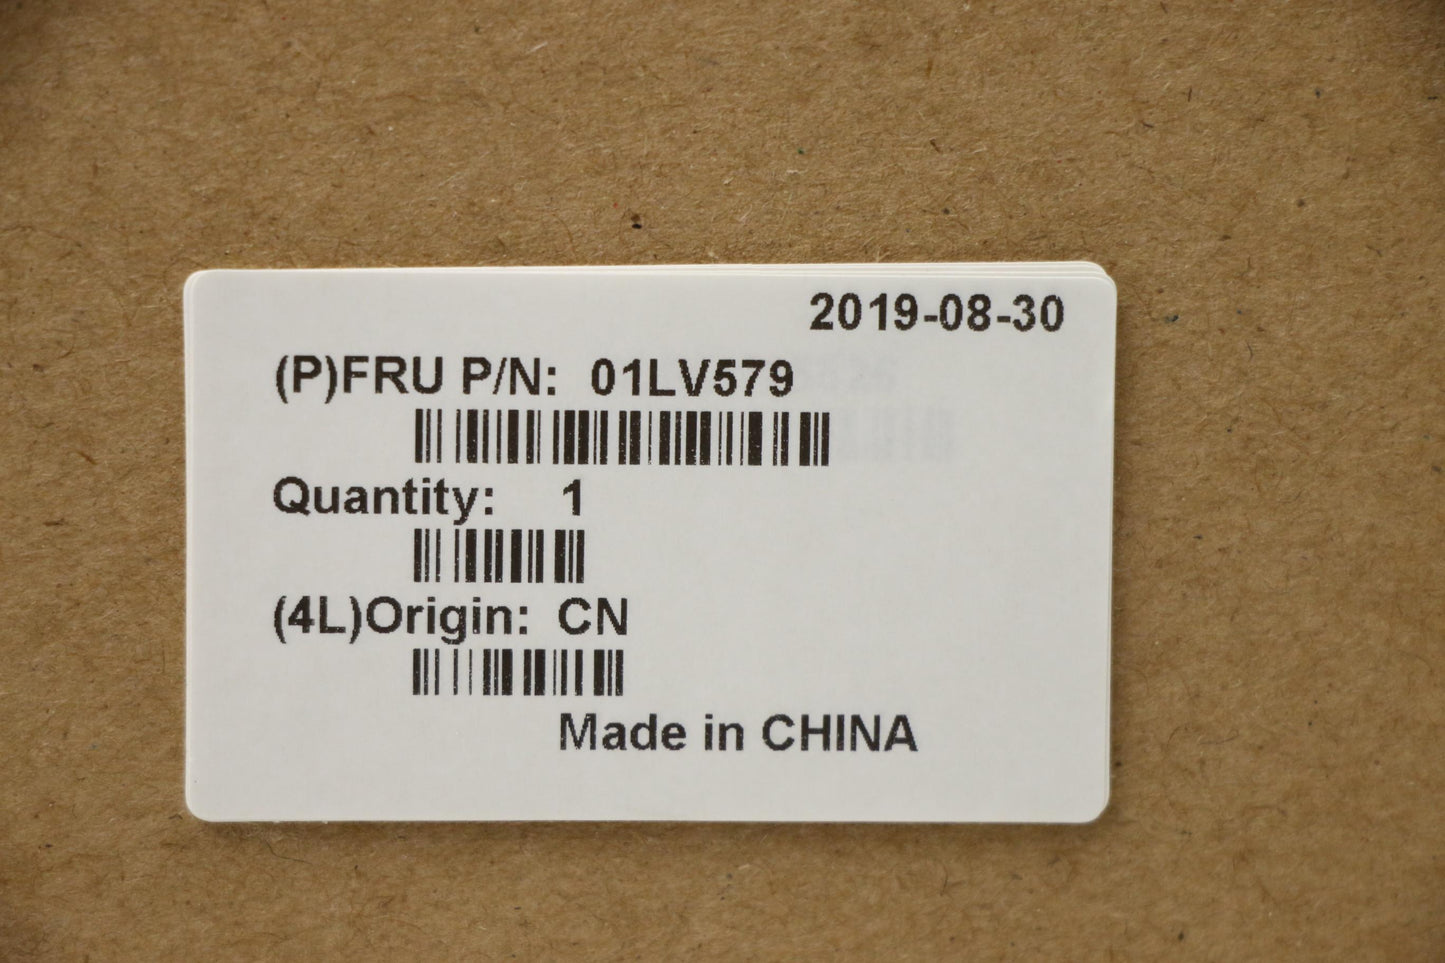 2019-08-30
(P)FRU P/N: 01LV579
Quantity: 1
(4L)Origin: CN
Made in CHINA